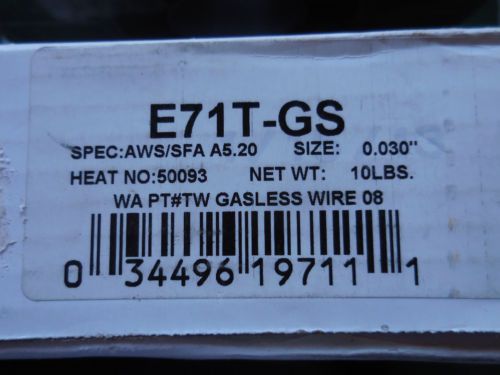 E71T-GS
SPEC:AWS/SFA A5.20 SIZE: 0.030"
HEAT NO:50093 NET WT: 10LBS.
WA PT#TW GASLESS WIRE 08
0 34496 19711 1